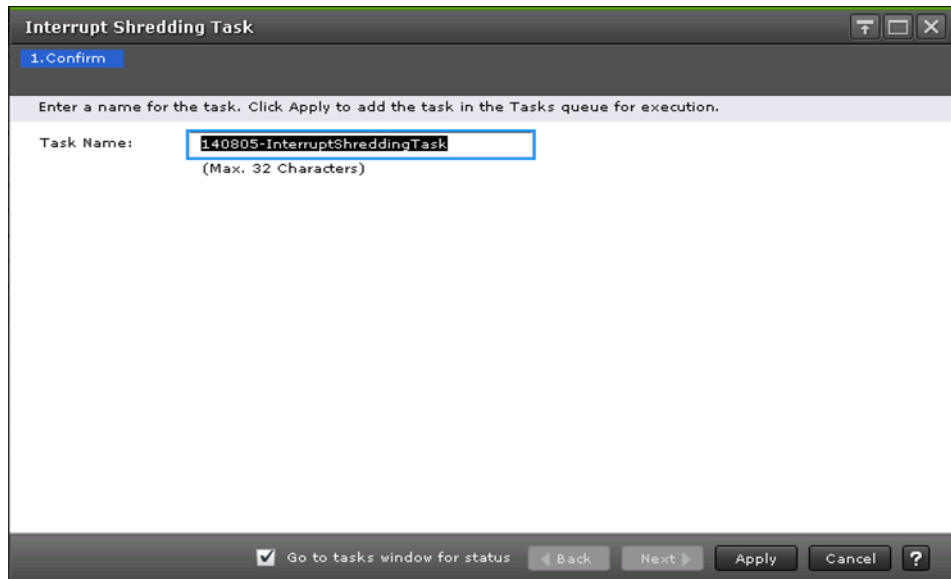 Interrupt Shredding Task
1.Confirm
Enter a name for the task. Click Apply to add the task in the Tasks queue for execution.
Task Name: 140805-InterruptShreddingTask
(Max. 32 Characters)
Go to tasks window for status Back Next Apply Cancel ?